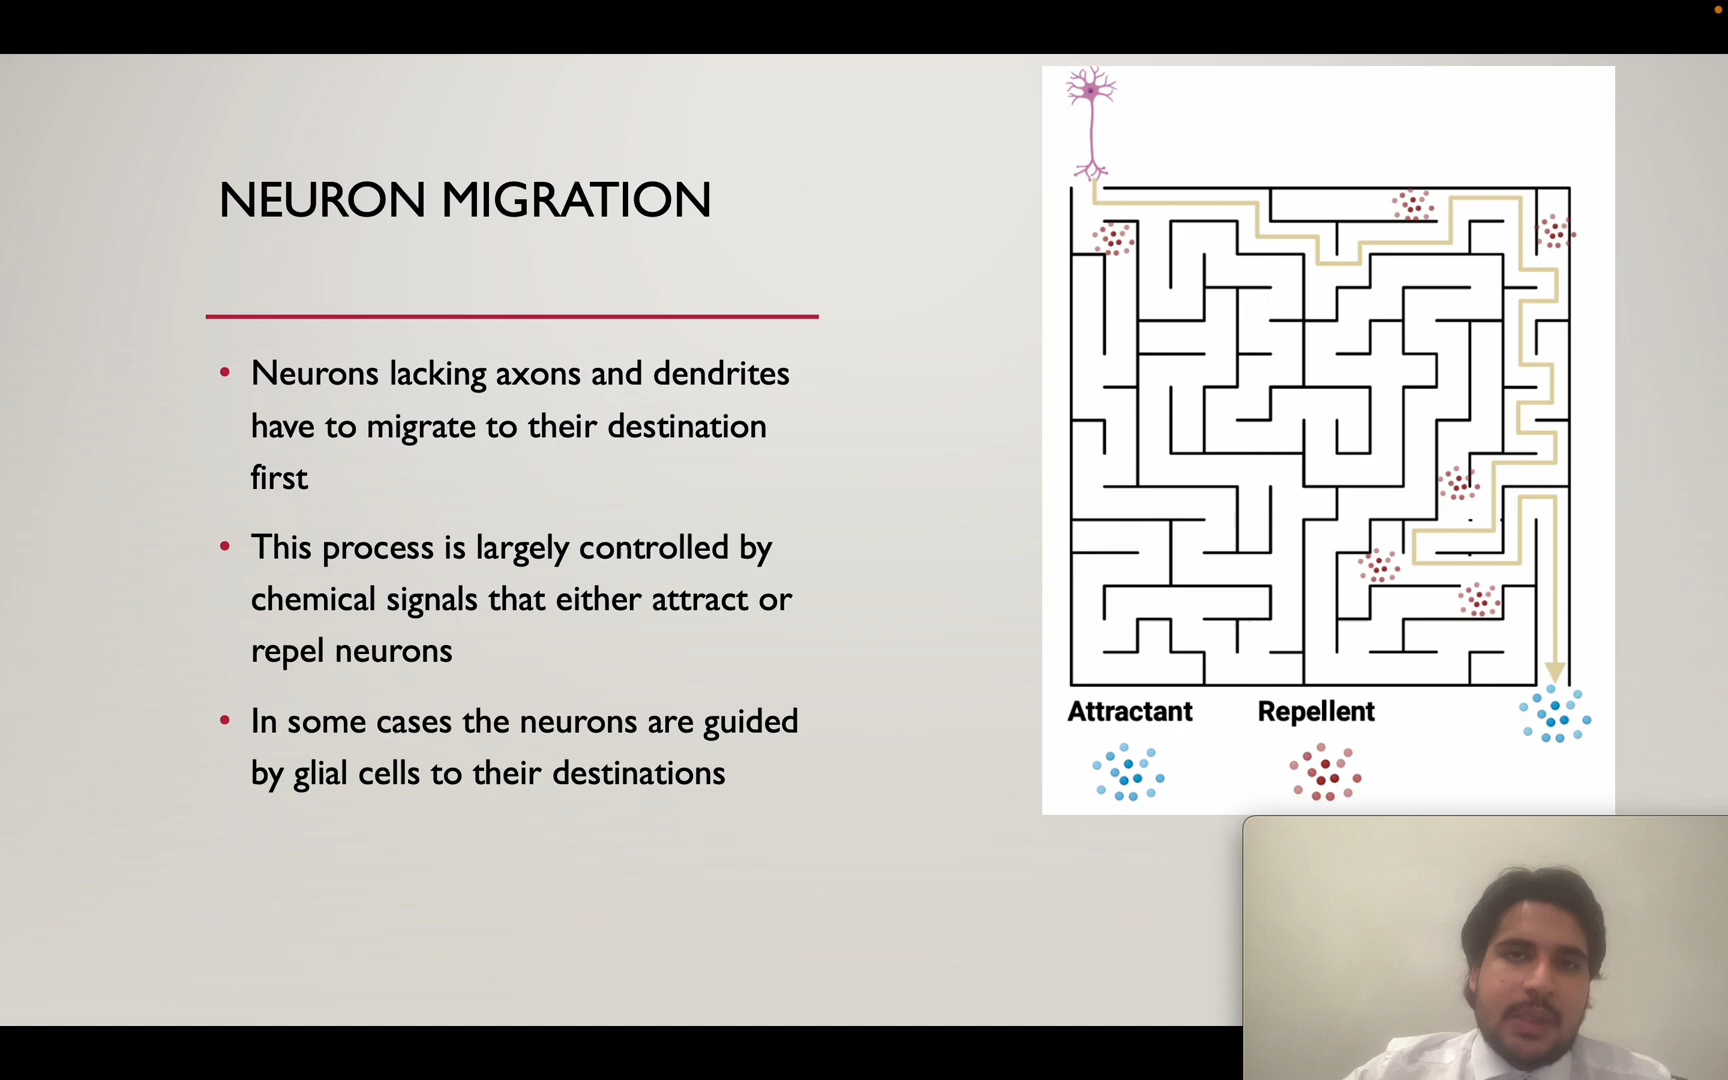 NEURON MIGRATION
Neurons lacking axons and dendrites
have to migrate to their destination
first
This process is largely controlled by
chemical signals that either attract or
repel neurons
In some cases the neurons are guided
by glial cells to their destinations
Attractant
Repellent